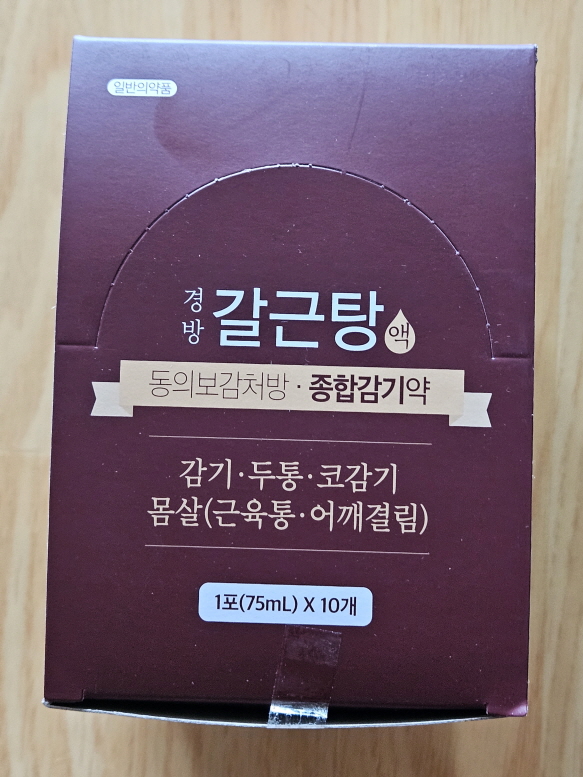 일반의약품
경방 갈근탕액
동의보감처방·종합감기약
감기·두통·코감기
몸살(근육통·어깨결림)
1포(75mL) X 10개